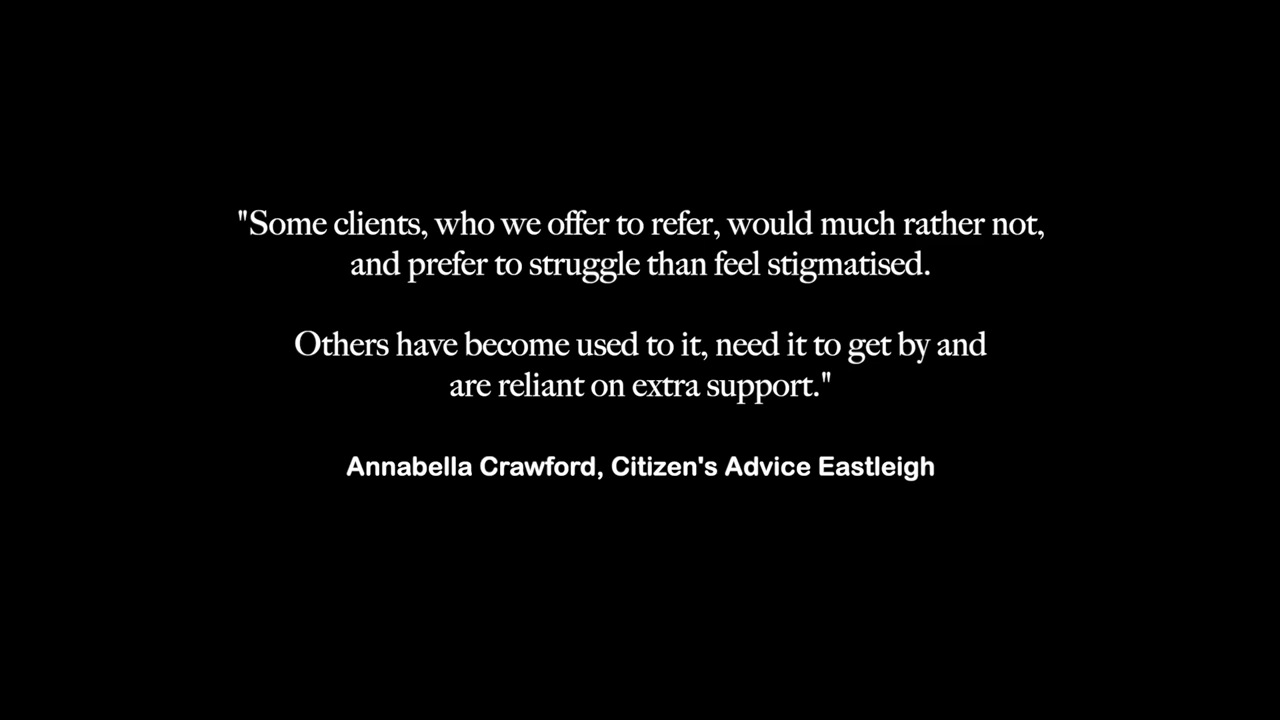 "Some clients, who we offer to refer, would much rather not,
and prefer to struggle than feel stigmatised.
Others have become used to it, need it to get by and
are reliant on extra support."
Annabella Crawford, Citizen's Advice Eastleigh